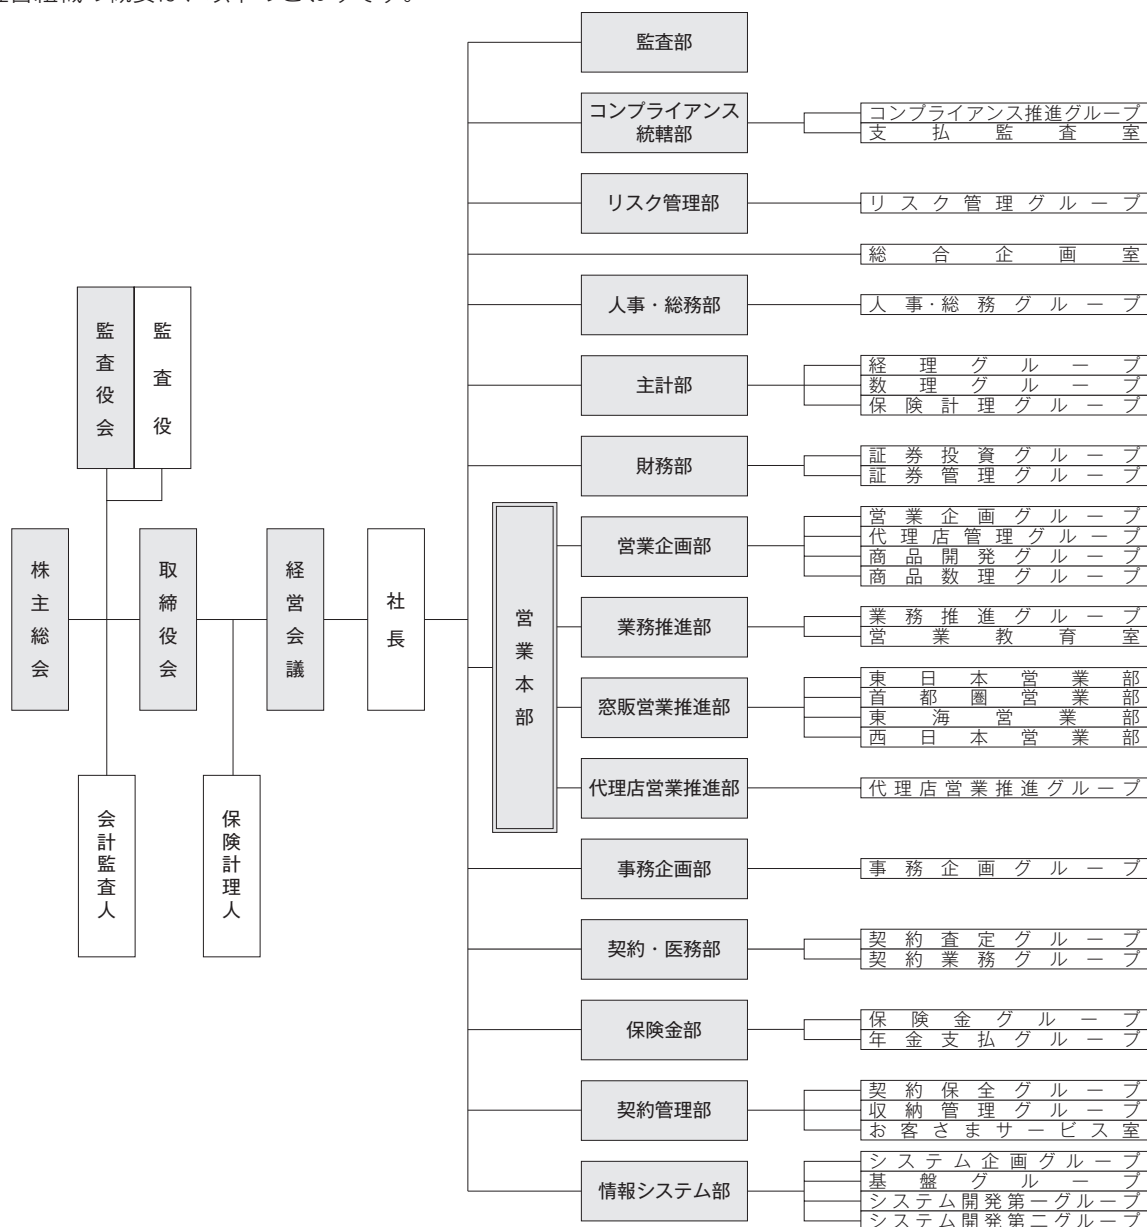 監査部
コンプライアンス
統轄部
コンプライアンス推進グループ
支払監査室
リスク管理部
リスク管理グループ
総合企画室
人事・総務部
人事・総務グループ
監査役会
監査役
主計部
経理グループ
数理グループ
保険計理グループ
財務部
証券投資グループ
証券管理グループ
株主総会
取締役会
経営会議
社長
営業本部
営業企画部
営業企画グループ
代理店管理グループ
商品開発グループ
商品数理グループ
業務推進部
業務推進グループ
営業教育室
窓販営業推進部
東日本営業部
首都圏営業部
東海営業部
西日本営業部
代理店営業推進部
代理店営業推進グループ
会計監査人
保険計理人
事務企画部
事務企画グループ
契約・医務部
契約査定グループ
契約業務グループ
保険金部
保険金グループ
年金支払グループ
契約管理部
契約保全グループ
収納管理グループ
お客さまサービス室
情報システム部
システム企画グループ
基盤グループ
システム開発第一グループ
システム開発第二グループ